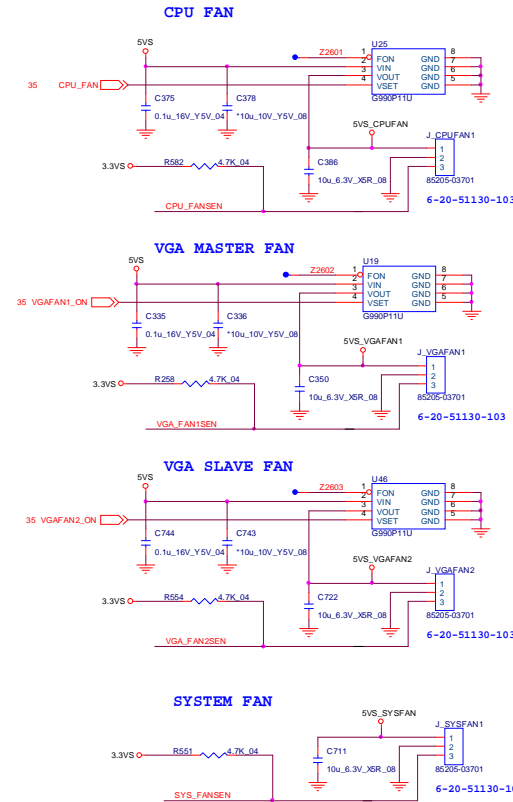 CPU FAN
5VS
U25
Z2601
1 FON GND 8
2 VIN GND 7
3 VOUT GND 6
4 VSET GND 5
G990P11U
35 CPU_FAN
C375
0.1u_16V_Y5V_04
C378
*10u_10V_Y5V_08
5VS_CPUFAN
J_CPUFAN1
1
2
3
85205-03701
6-20-51130-103
C386
10u_6.3V_X5R_08
3.3VS R582 4.7K_04
CPU_FANSEN
VGA MASTER FAN
5VS
U19
Z2602
1 FON GND 8
2 VIN GND 7
3 VOUT GND 6
4 VSET GND 5
G990P11U
35 VGAFAN1_ON
C335
0.1u_16V_Y5V_04
C336
*10u_10V_Y5V_08
5VS_VGAFAN1
J_VGAFAN1
1
2
3
85205-03701
6-20-51130-103
C350
10u_6.3V_X5R_08
3.3VS R258 4.7K_04
VGA_FAN1SEN
VGA SLAVE FAN
5VS
U46
Z2603
1 FON GND 8
2 VIN GND 7
3 VOUT GND 6
4 VSET GND 5
G990P11U
35 VGAFAN2_ON
C744
0.1u_16V_Y5V_04
C743
*10u_10V_Y5V_08
5VS_VGAFAN2
J_VGAFAN2
1
2
3
85205-03701
6-20-51130-103
C722
10u_6.3V_X5R_08
3.3VS R554 4.7K_04
VGA_FAN2SEN
SYSTEM FAN
5VS_SYSFAN
J_SYSFAN1
1
2
3
85205-03701
6-20-51130-10
C711
10u_6.3V_X5R_08
3.3VS R551 4.7K_04
SYS_FANSEN